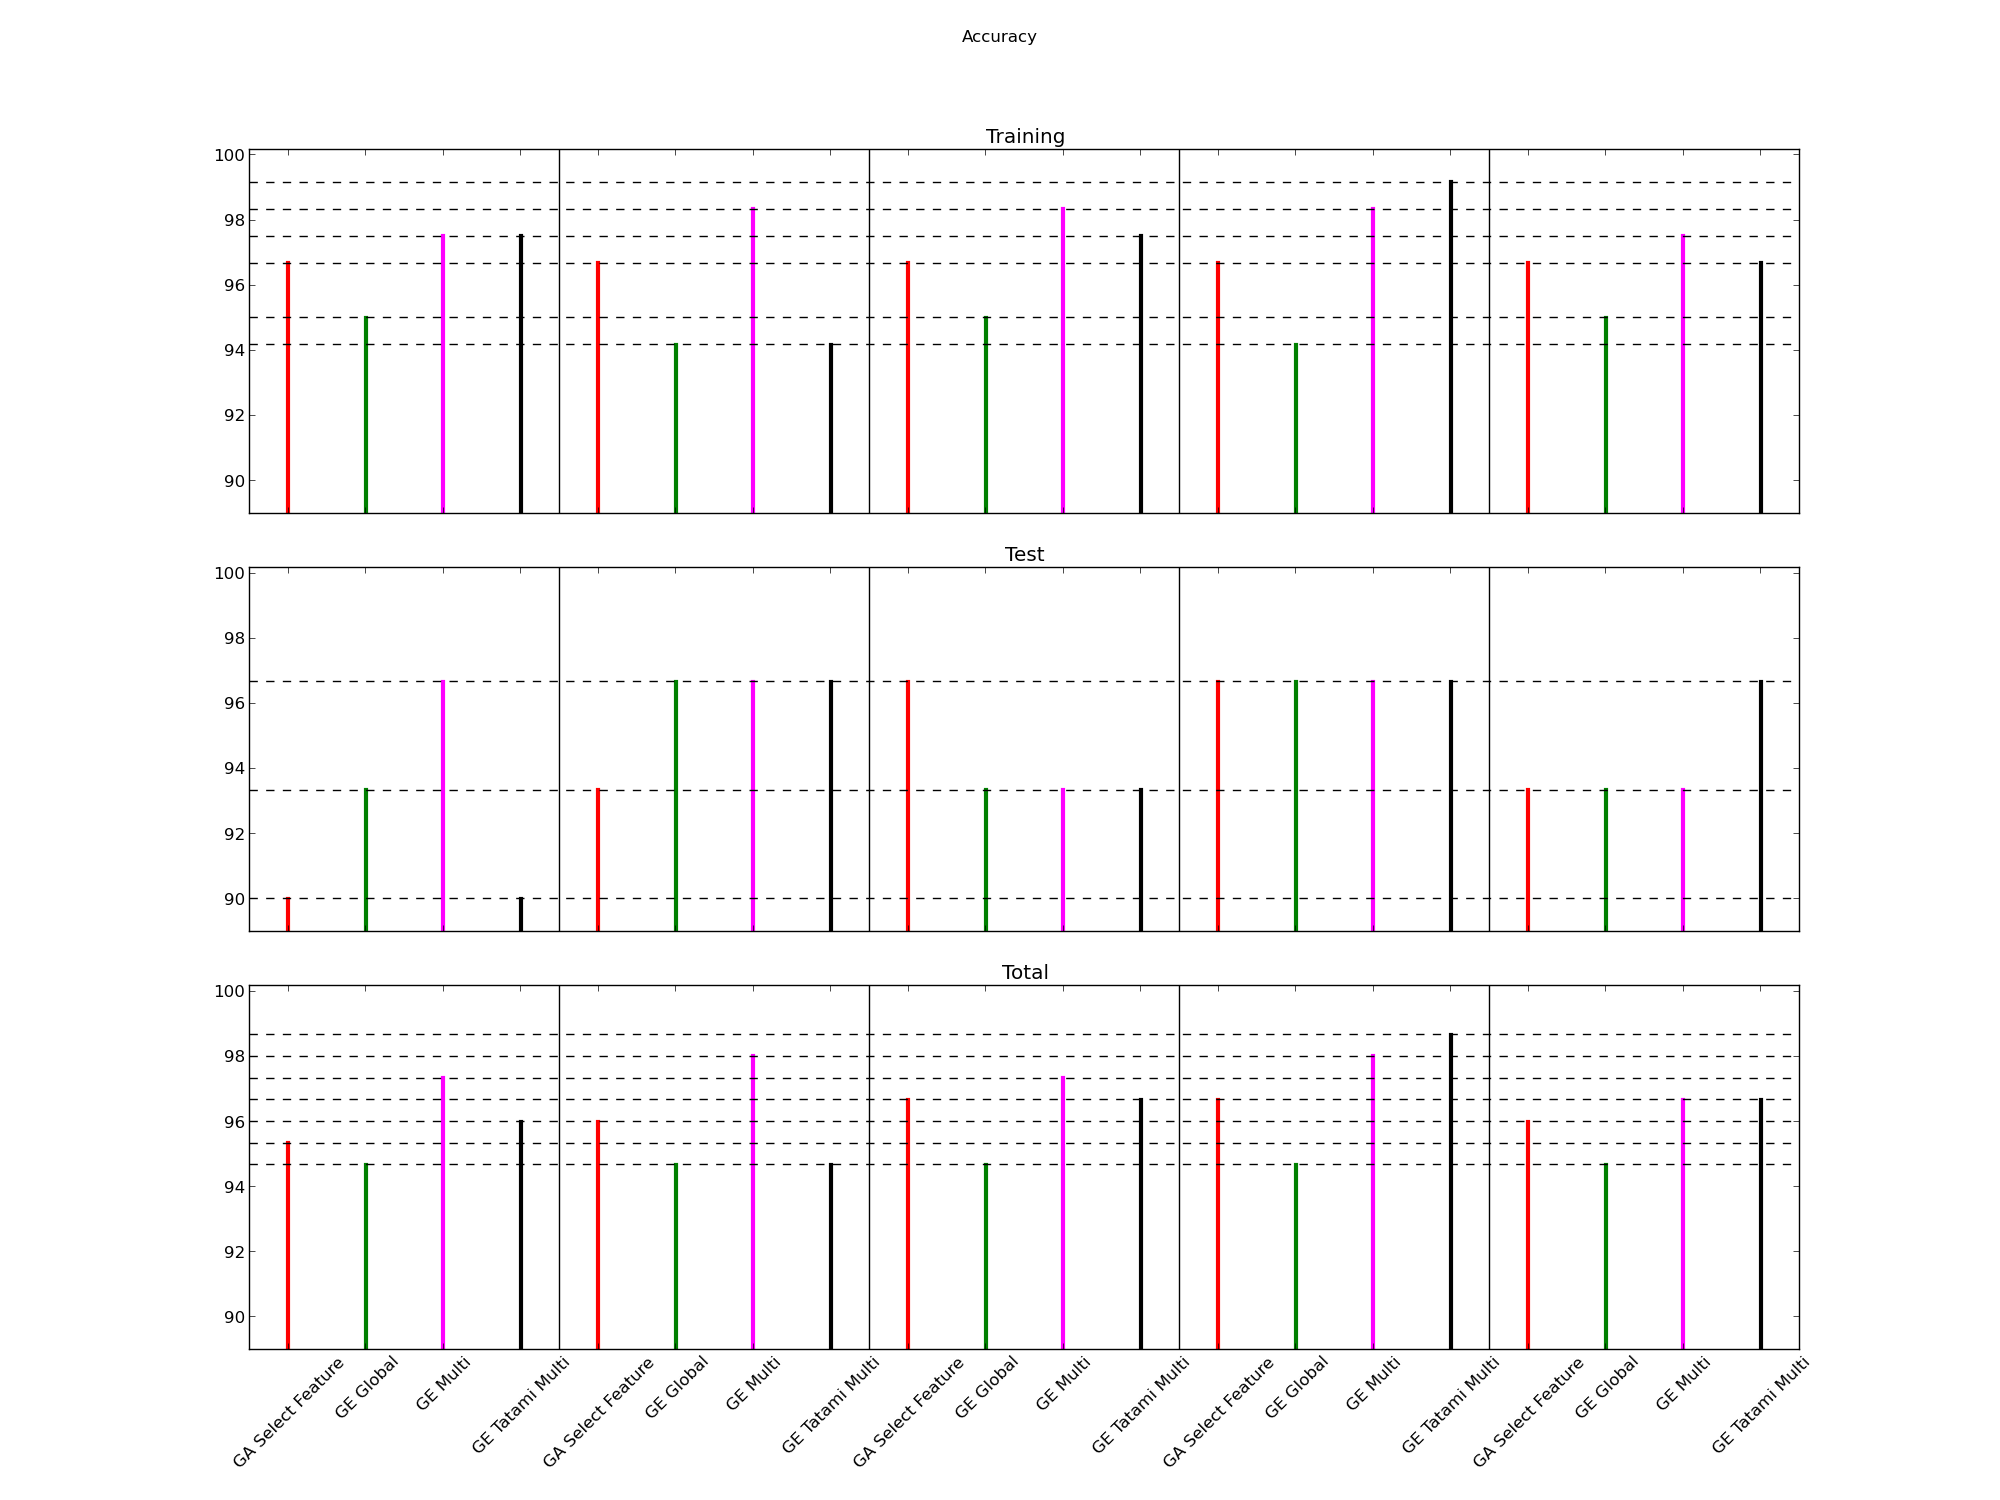 Accuracy
Training
100
98
96
94
92
90
Test
100
98
96
94
92
90
Total
100
98
96
94
92
90
GA Select Feature
GE Global
GE Multi
GE Tatami Multi
GA Select Feature
GE Global
GE Multi
GE Tatami Multi
GA Select Feature
GE Global
GE Multi
GE Tatami Multi
GA Select Feature
GE Global
GE Multi
GE Tatami Multi
GA Select Feature
GE Global
GE Multi
GE Tatami Multi